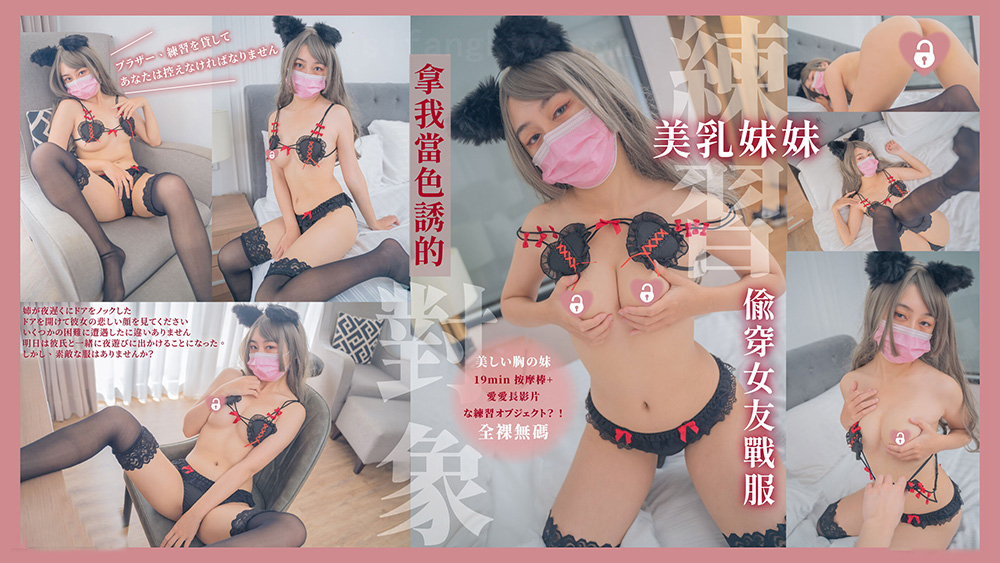 ブラザー、練習を貸して
あなたは控えなければなりません
拿我當色誘的
練習
對象
美乳妹妹
偷穿女友戰服
姉が夜遅くにドアをノックした
ドアを開けて彼女の悲しい顔を見てください
いくつかの困難に遭遇したに違いありません
明日は彼氏と一緒に夜遊びに出かけることになった。
しかし、素敵な服はありませんか?
美しい胸の妹
19min 按摩棒+
愛愛長影片
な練習オブジェクト?!
全裸無碼